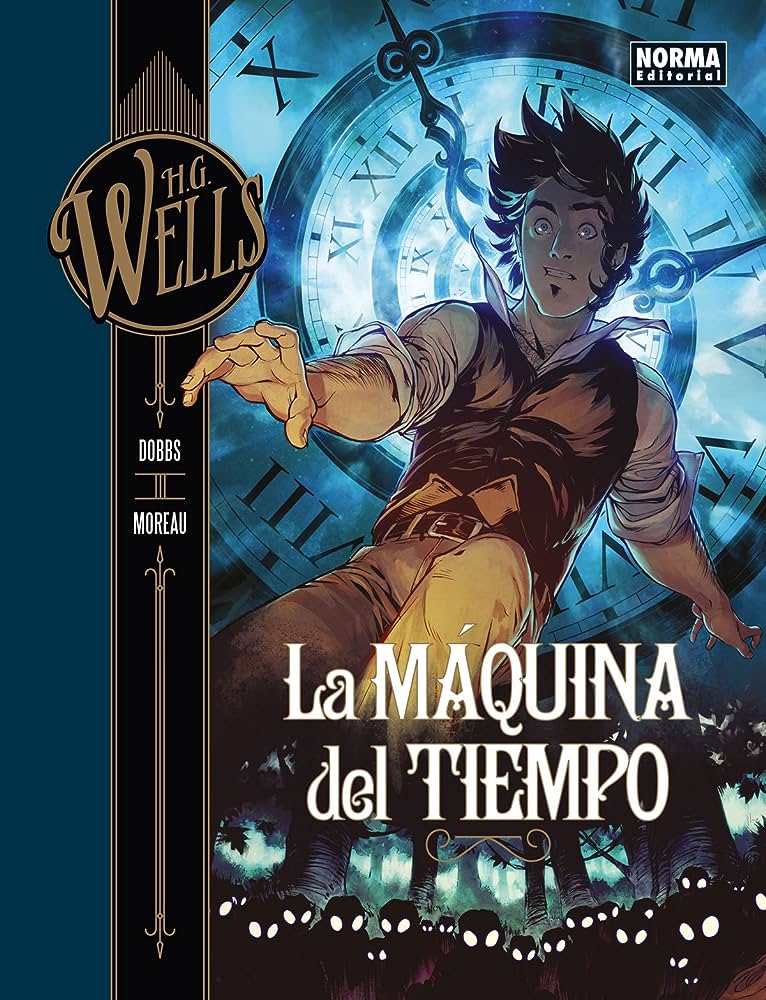 NORMA
Editorial
H.G.
WELLS
DOBBS
MOREAU
LA MÁQUINA
del TIEMPO